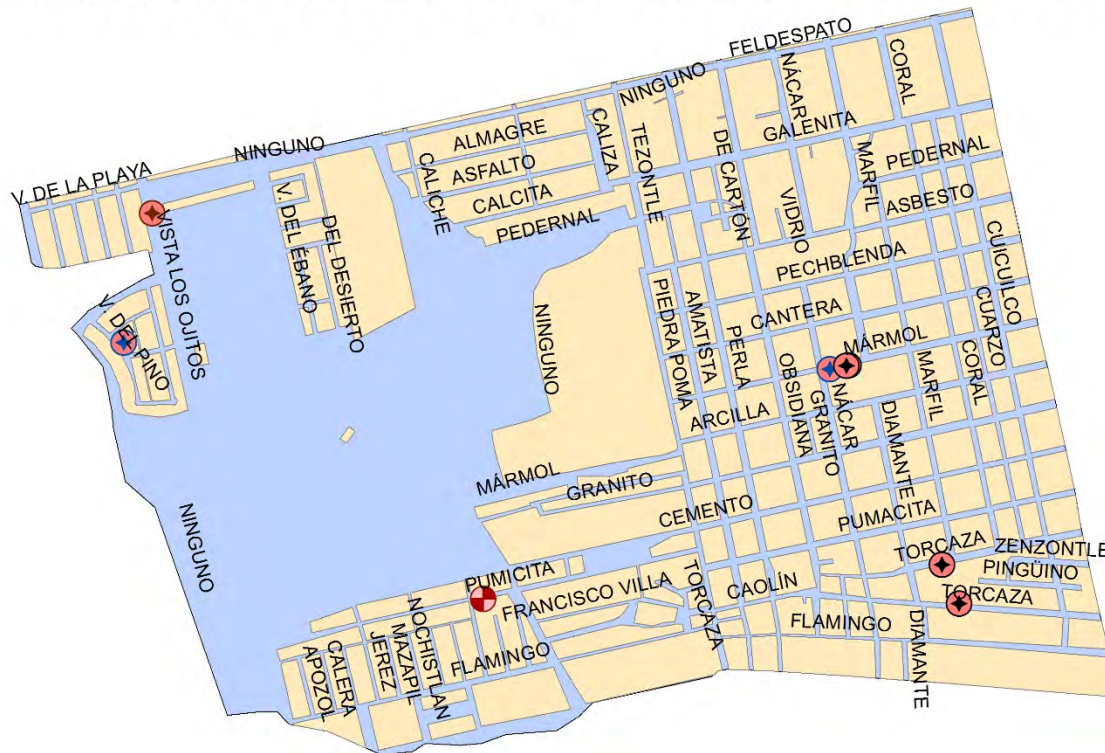 FELDESPATO
NINGUNO
NÁCAR
CORAL
ALMAGRE
CALIZA
TEZONTLE
GALENITA
NINGUNO
V. DE LA PLAYA
ASFALTO
CALICHE
DE CARTÓN
MARFIL
PEDERNAL
CALCITA
VIDRIO
ASBESTO
V. DEL ÉBANO
DEL DESIERTO
PEDERNAL
VISTA LOS OJITOS
PECHBLENDA
CUICUILCO
V. DEL PINO
NINGUNO
PIEDRA POMA
AMATISTA
CANTERA
CUARZO
PERLA
MÁRMOL
CORAL
OBSIDIANA
GRANITO
NÁCAR
MARFIL
ARCILLA
DIAMANTE
MÁRMOL
GRANITO
NINGUNO
CEMENTO
PUMACITA
TORCAZA
ZENZONTLE
PINGÜINO
PUMICITA
FRANCISCO VILLA
TORCAZA
CAOLÍN
TORCAZA
NOCHISTLAN
MAZAPIL
JEREZ
CALERA
APOZOL
FLAMINGO
FLAMINGO
DIAMANTE